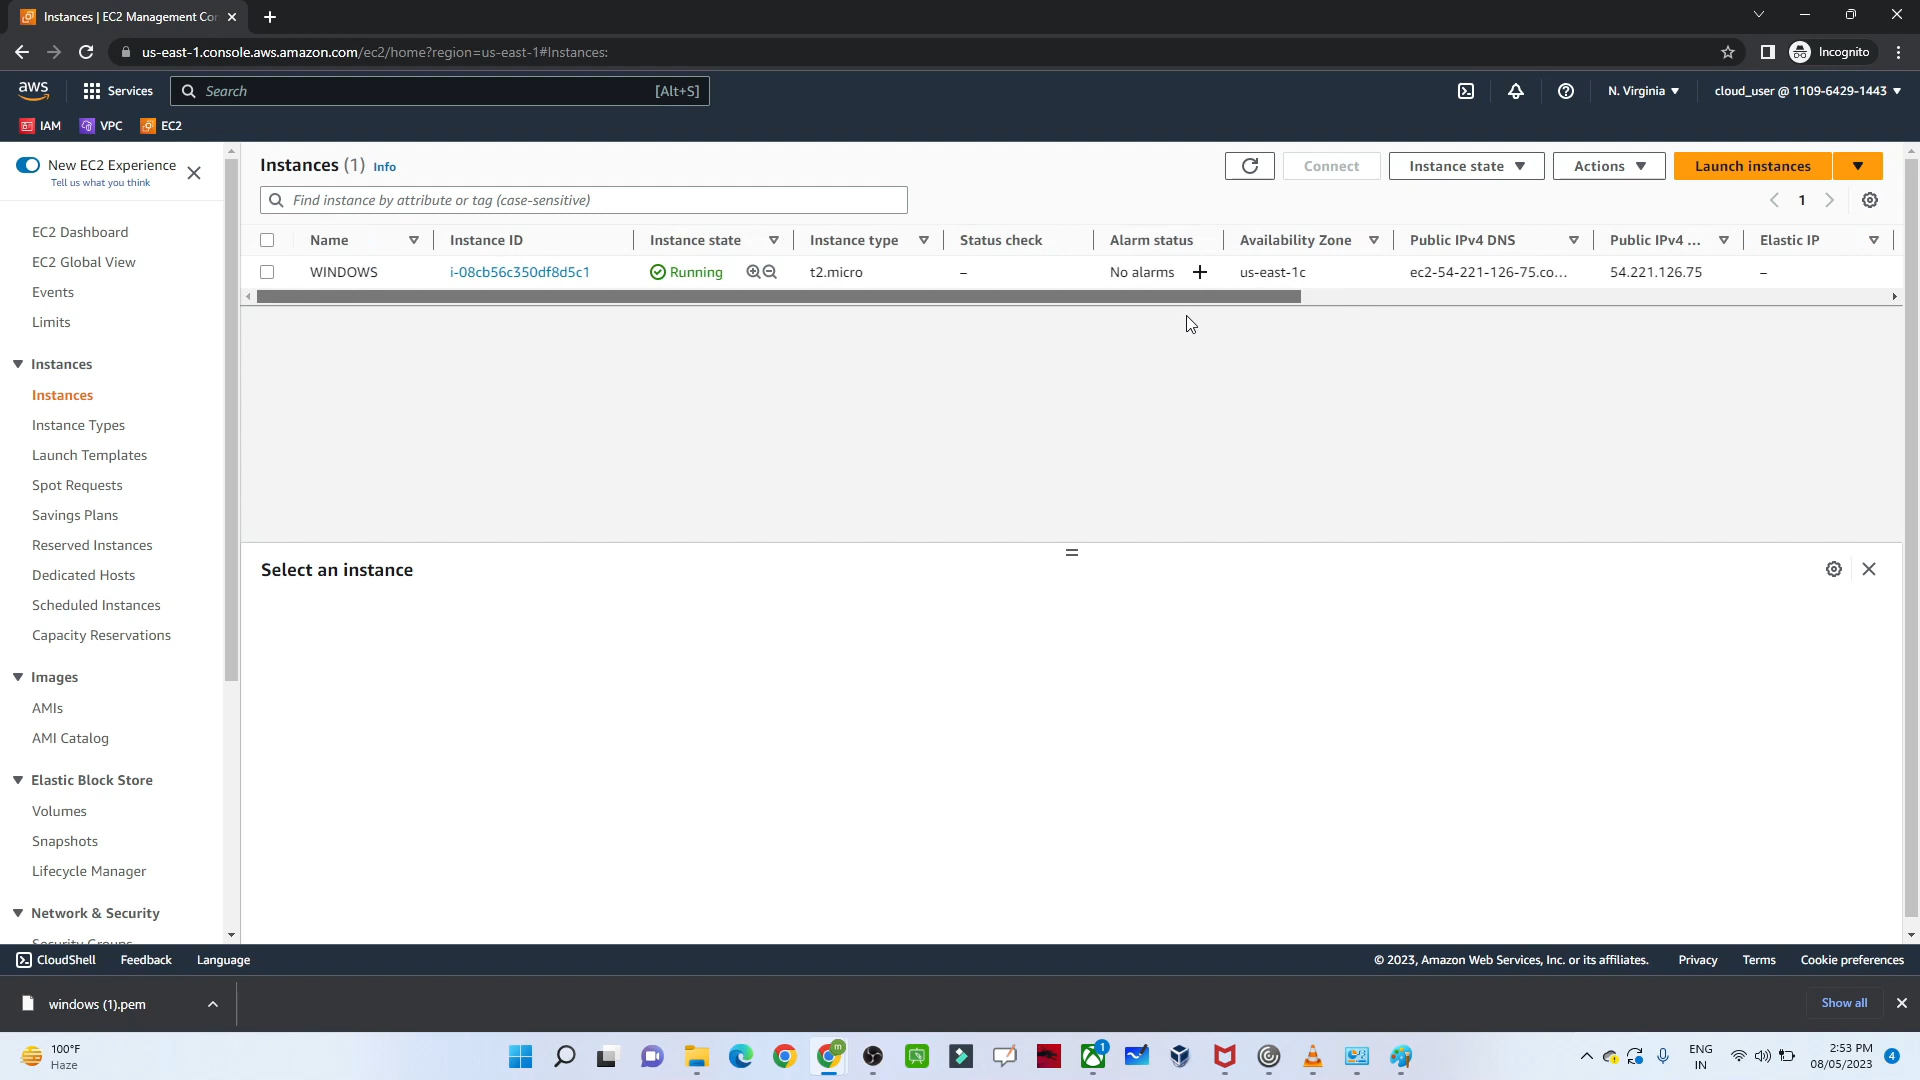 Instances | EC2 Management Con
us-east-1.console.aws.amazon.com/ec2/home?region=us-east-1#Instances:
Incognito
aws
Services
Search
[Alt+S]
N. Virginia
cloud_user @ 1109-6429-1443
IAM
VPC
EC2
New EC2 Experience
Tell us what you think
EC2 Dashboard
EC2 Global View
Events
Limits
Instances
Instances
Instance Types
Launch Templates
Spot Requests
Savings Plans
Reserved Instances
Dedicated Hosts
Scheduled Instances
Capacity Reservations
Images
AMIs
AMI Catalog
Elastic Block Store
Volumes
Snapshots
Lifecycle Manager
Network & Security
Security Groups
Instances (1) Info
Connect
Instance state
Actions
Launch instances
Find instance by attribute or tag (case-sensitive)
1
Name Instance ID Instance state Instance type Status check Alarm status Availability Zone Public IPv4 DNS Public IPv4 ... Elastic IP
WINDOWS i-08cb56c350df8d5c1 Running t2.micro – No alarms + us-east-1c ec2-54-221-126-75.co... 54.221.126.75 –
Select an instance
CloudShell
Feedback
Language
© 2023, Amazon Web Services, Inc. or its affiliates.
Privacy
Terms
Cookie preferences
windows (1).pem
Show all
100°F
Haze
m
1
ENG
IN
2:53 PM
08/05/2023
4